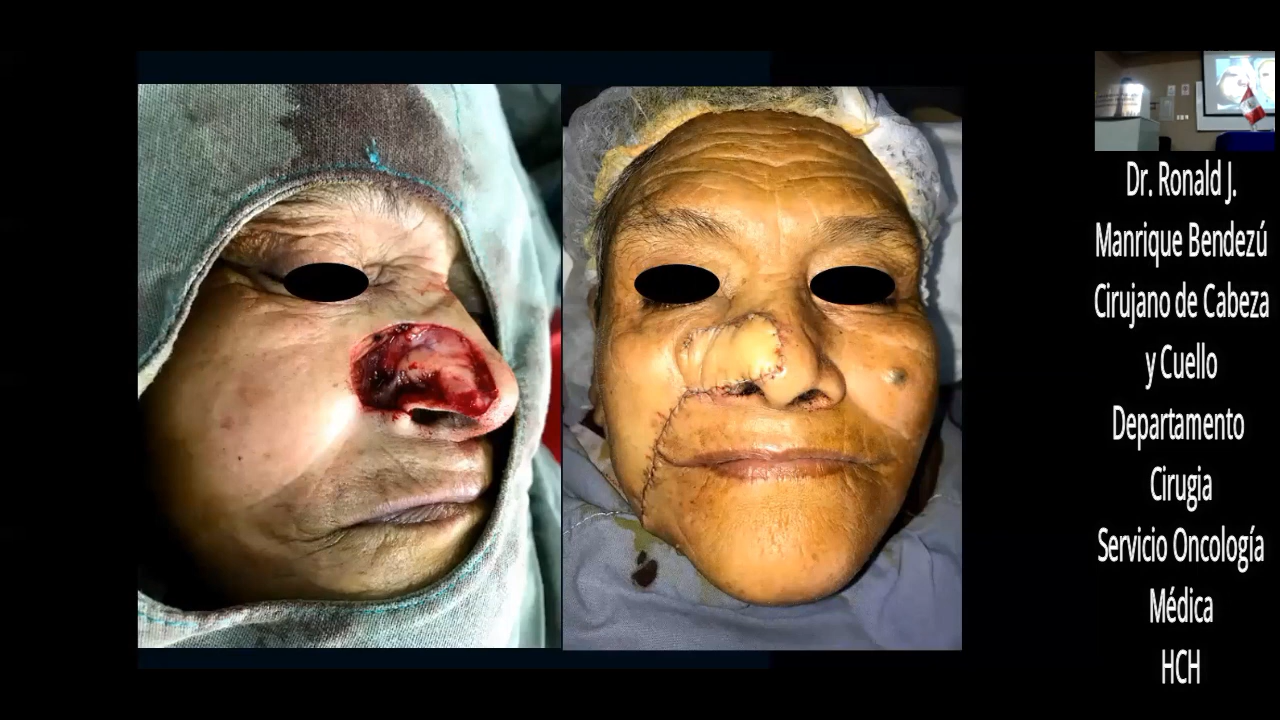 Dr. Ronald J.
Manrique Bendezú
Cirujano de Cabeza
y Cuello
Departamento
Cirugia
Servicio Oncología
Médica
HCH